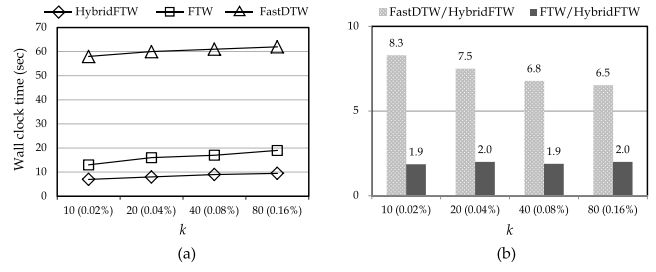 HybridFTW FTW FastDTW
Wall clock time (sec)
70
60
50
40
30
20
10
0
10 (0.02%) 20 (0.04%) 40 (0.08%) 80 (0.16%)
k
(a)
FastDTW/HybridFTW FTW/HybridFTW
10
5
0
8.3
7.5
6.8
6.5
1.9
2.0
1.9
2.0
10 (0.02%) 20 (0.04%) 40 (0.08%) 80 (0.16%)
k
(b)